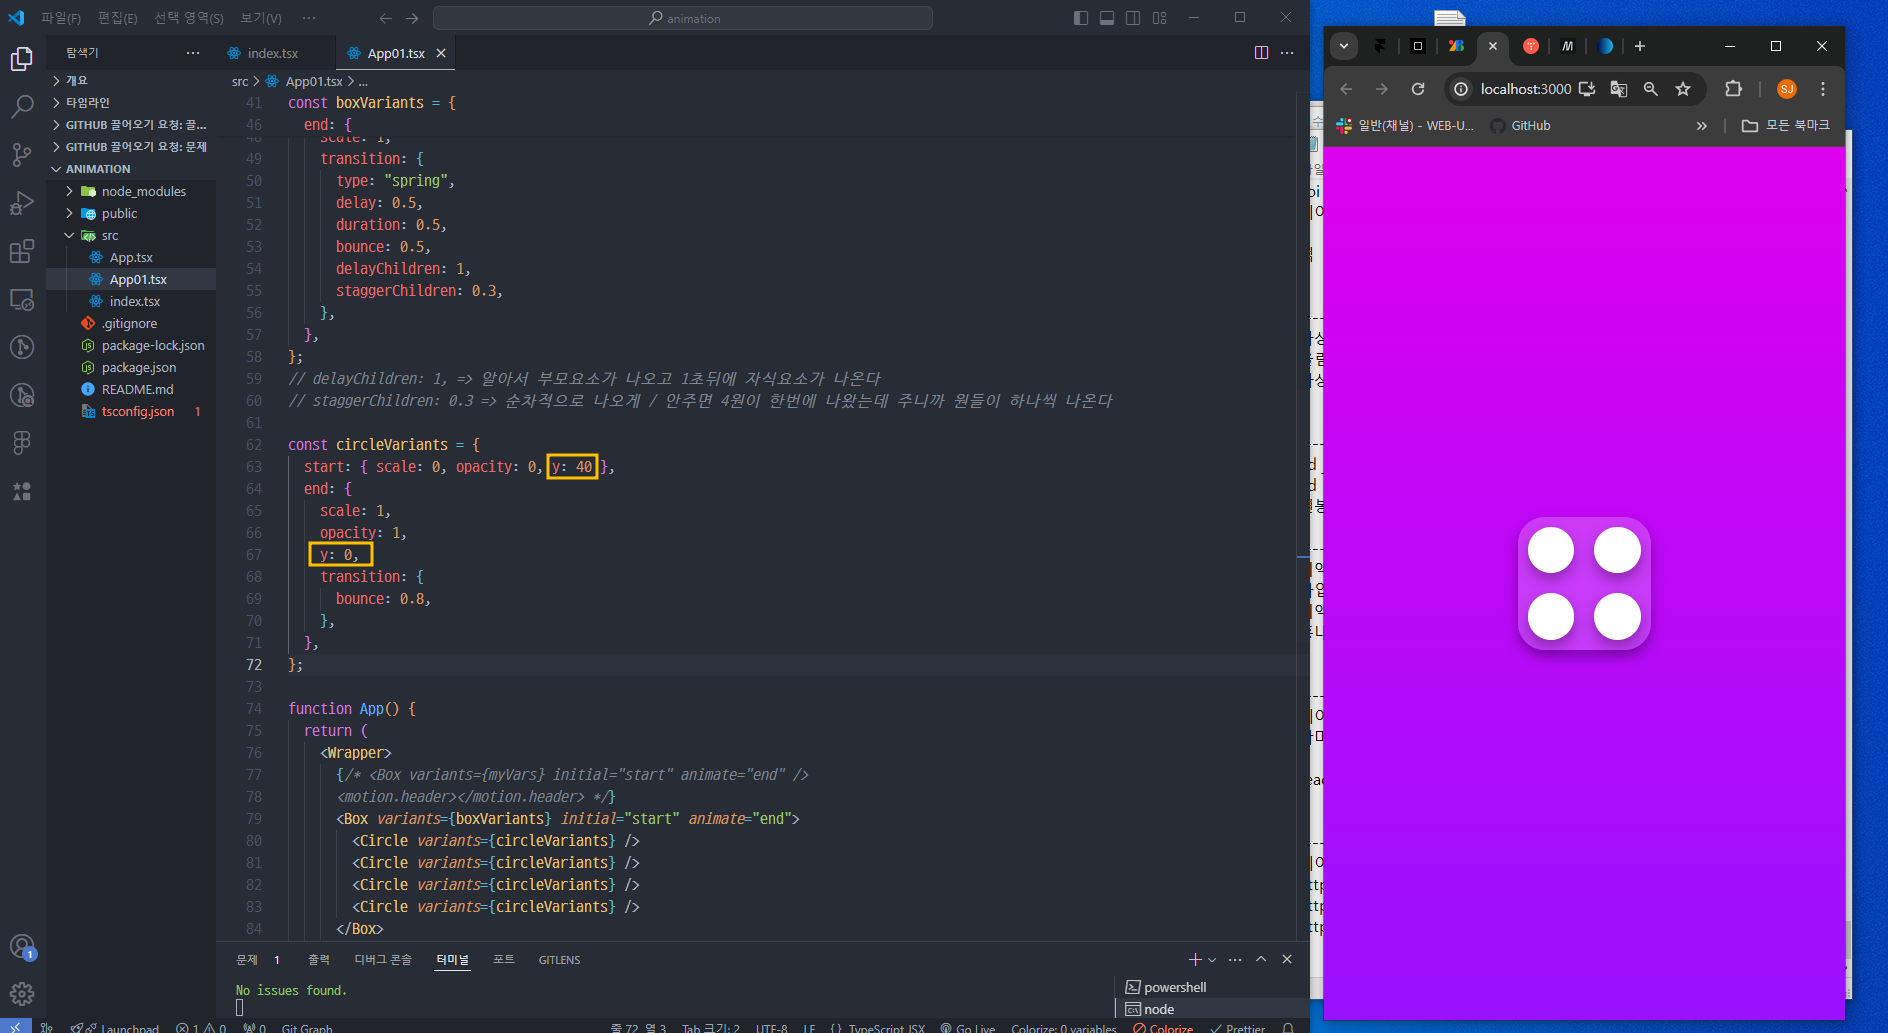 파일(F) 편집(E) 선택 영역(S) 보기(V) ···
animation
탐색기
개요
타임라인
GITHUB 끌어오기 요청: 끌...
GITHUB 끌어오기 요청: 문제
ANIMATION
node_modules
public
src
App.tsx
App01.tsx
index.tsx
.gitignore
package-lock.json
package.json
README.md
tsconfig.json 1
index.tsx App01.tsx
src > App01.tsx > ...
41 const boxVariants = {
46 end: {
48 scale: 1,
49 transition: {
50 type: "spring",
51 delay: 0.5,
52 duration: 0.5,
53 bounce: 0.5,
54 delayChildren: 1,
55 staggerChildren: 0.3,
56 },
57 },
58 };
59 // delayChildren: 1, => 알아서 부모요소가 나오고 1초뒤에 자식요소가 나온다
60 // staggerChildren: 0.3 => 순차적으로 나오게 / 안주면 4원이 한번에 나왔는데 주니까 원들이 하나씩 나온다
61
62 const circleVariants = {
63 start: { scale: 0, opacity: 0, y: 40 },
64 end: {
65 scale: 1,
66 opacity: 1,
67 y: 0,
68 transition: {
69 bounce: 0.8,
70 },
71 },
72 };
73
74 function App() {
75 return (
76 <Wrapper>
77 {/* <Box variants={myVars} initial="start" animate="end" />
78 <motion.header></motion.header> */}
79 <Box variants={boxVariants} initial="start" animate="end">
80 <Circle variants={circleVariants} />
81 <Circle variants={circleVariants} />
82 <Circle variants={circleVariants} />
83 <Circle variants={circleVariants} />
84 </Box>
문제 1 출력 디버그 콘솔 터미널 포트 GITLENS
No issues found.
powershell
node
1
Launchpad 1 0 0 Git Graph 줄 72, 열 3 Tab 크기: 2 UTF-8 LF {} TypeScript JSX Go Live Colorize: 0 variables Colorize Prettier
localhost:3000
SJ
일반(채널) - WEB-U... GitHub
모든 북마크